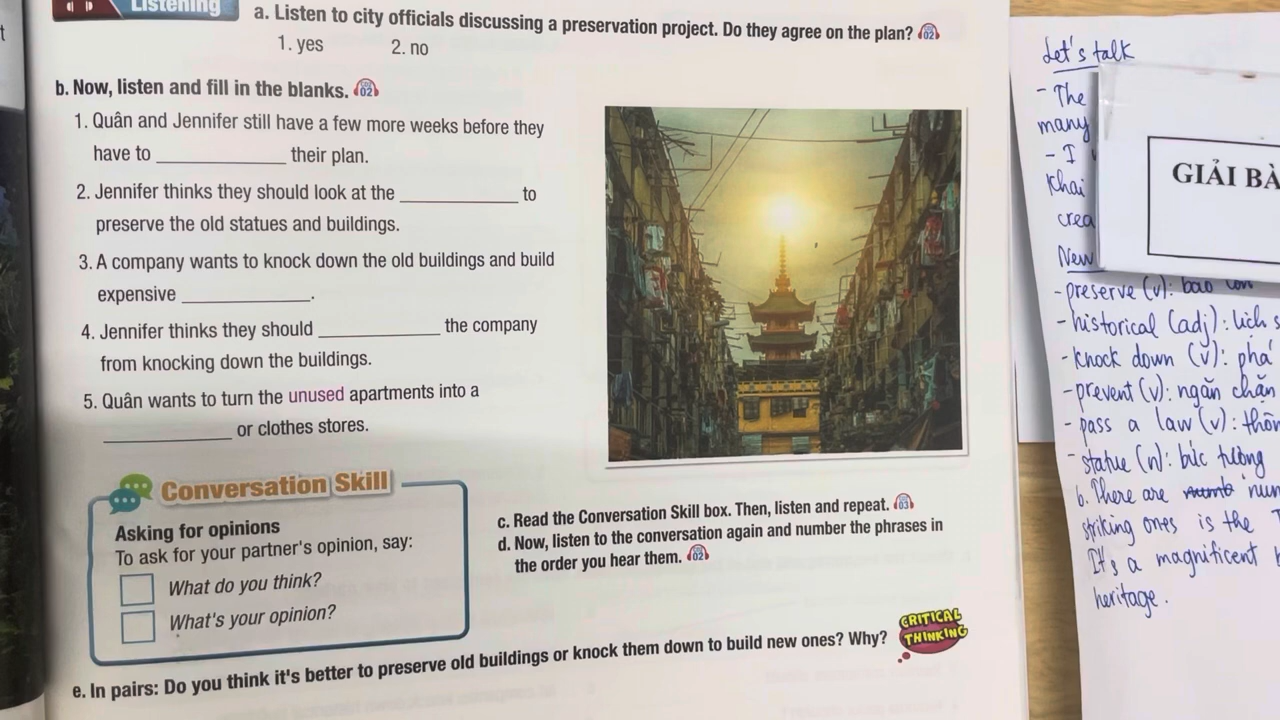 Listening
a. Listen to city officials discussing a preservation project. Do they agree on the plan? 02
1. yes 2. no
b. Now, listen and fill in the blanks. 02
1. Quân and Jennifer still have a few more weeks before they
have to ____________ their plan.
2. Jennifer thinks they should look at the ____________ to
preserve the old statues and buildings.
3. A company wants to knock down the old buildings and build
expensive ____________.
4. Jennifer thinks they should ____________ the company
from knocking down the buildings.
5. Quân wants to turn the unused apartments into a
____________ or clothes stores.
Conversation Skill
Asking for opinions
To ask for your partner's opinion, say:
What do you think?
What's your opinion?
c. Read the Conversation Skill box. Then, listen and repeat. 03
d. Now, listen to the conversation again and number the phrases in
the order you hear them. 02
e. In pairs: Do you think it's better to preserve old buildings or knock them down to build new ones? Why?
CRITICAL
THINKING
Let's talk
- The
many
- I
Khai
crea
New
GIẢI BÀ
- preserve (v): bảo tồn
- historical (adj): lịch s
- knock down (v): phá
- prevent (v): ngăn chặn
- pass a law (v): thôn
- statue (n): bức tượng
b. There are num
striking ones is the T
It's a magnificent
heritage.